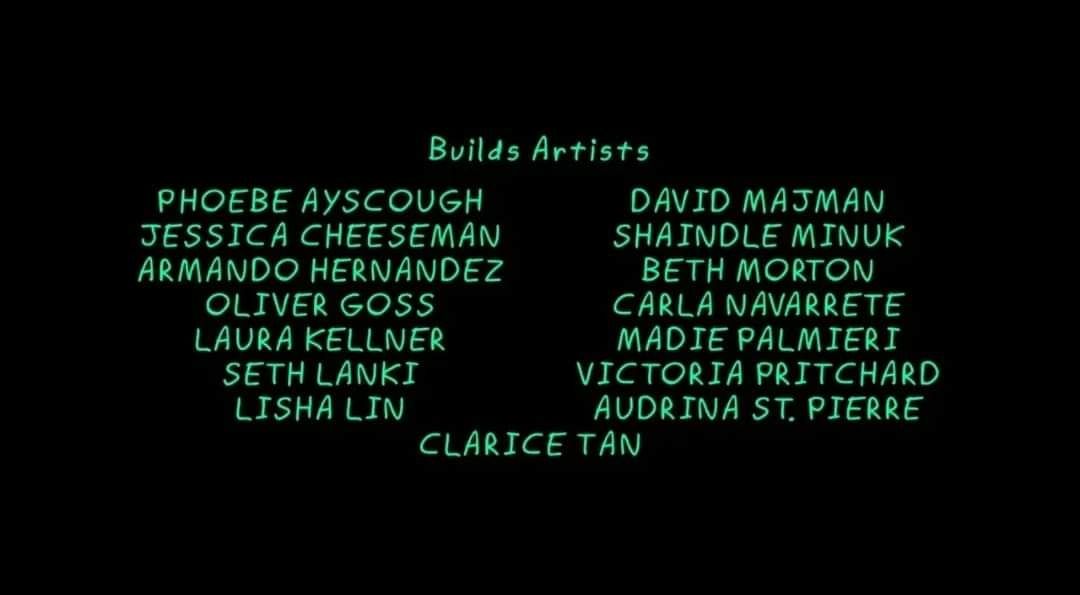 Builds Artists
PHOEBE AYSCOUGH
JESSICA CHEESEMAN
ARMANDO HERNANDEZ
OLIVER GOSS
LAURA KELLNER
SETH LANKI
LISHA LIN
DAVID MAJMAN
SHAINDLE MINUK
BETH MORTON
CARLA NAVARRETE
MADIE PALMIERI
VICTORIA PRITCHARD
AUDRINA ST. PIERRE
CLARICE TAN